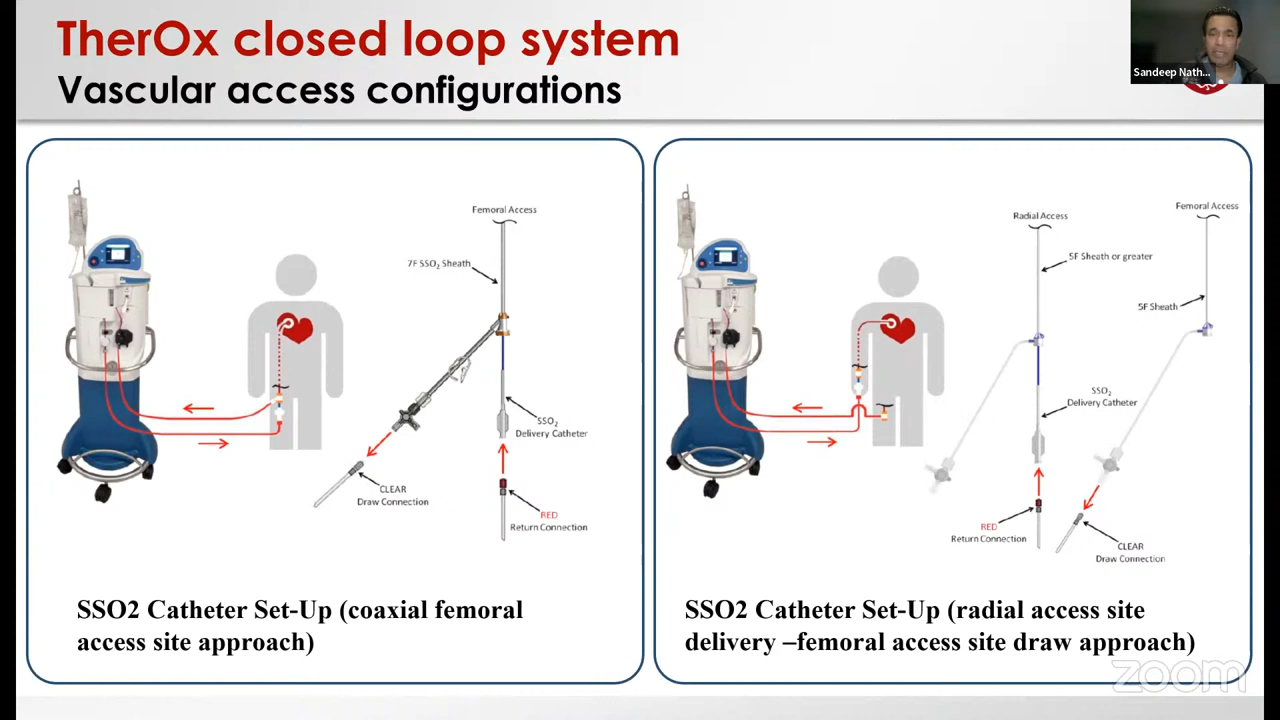 TherOx closed loop system
Vascular access configurations
Sandeep Nath...
Femoral Access
7F SSO₂ Sheath
SSO₂
Delivery Catheter
CLEAR
Draw Connection
RED
Return Connection
SSO2 Catheter Set-Up (coaxial femoral
access site approach)
Radial Access
Femoral Access
5F Sheath or greater
5F Sheath
SSO₂
Delivery Catheter
RED
Return Connection
CLEAR
Draw Connection
SSO2 Catheter Set-Up (radial access site
delivery –femoral access site draw approach)
zoom